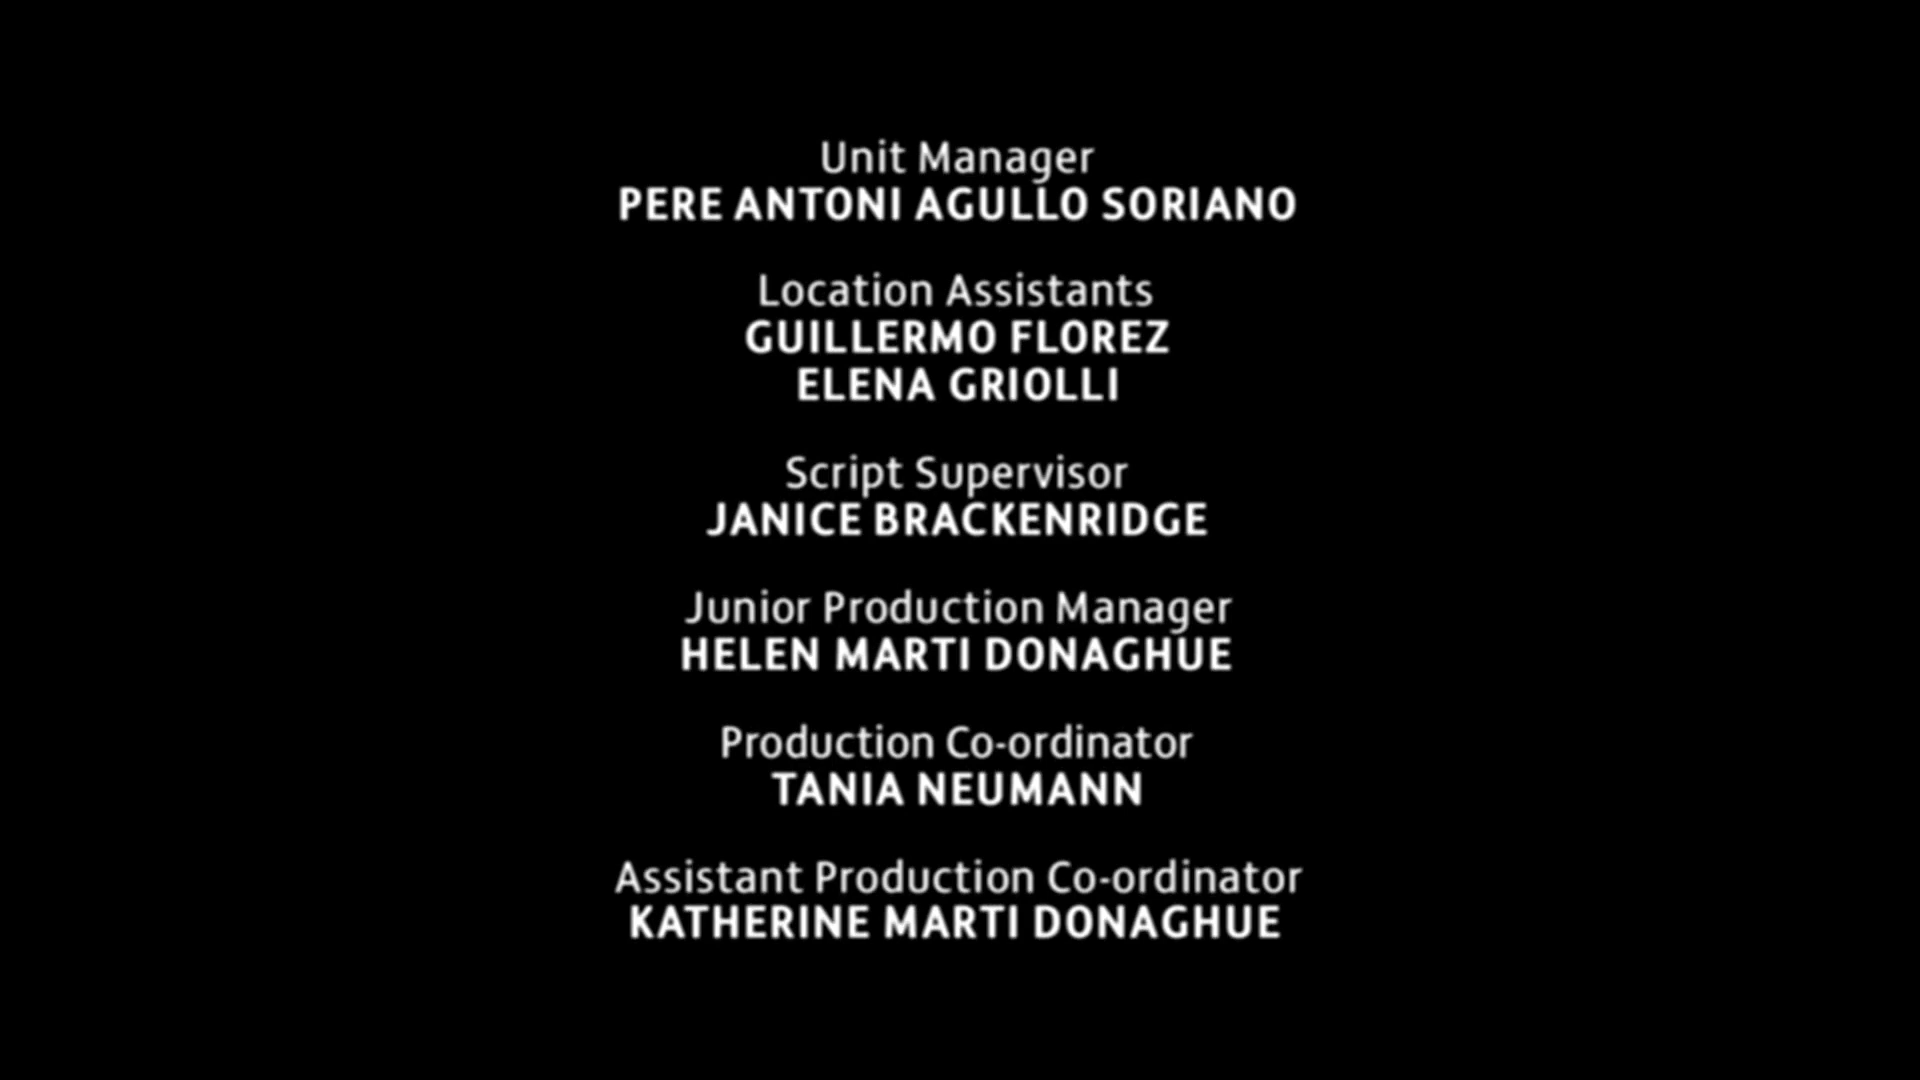 Unit Manager
PERE ANTONI AGULLO SORIANO
Location Assistants
GUILLERMO FLOREZ
ELENA GRIOLLI
Script Supervisor
JANICE BRACKENRIDGE
Junior Production Manager
HELEN MARTI DONAGHUE
Production Co-ordinator
TANIA NEUMANN
Assistant Production Co-ordinator
KATHERINE MARTI DONAGHUE